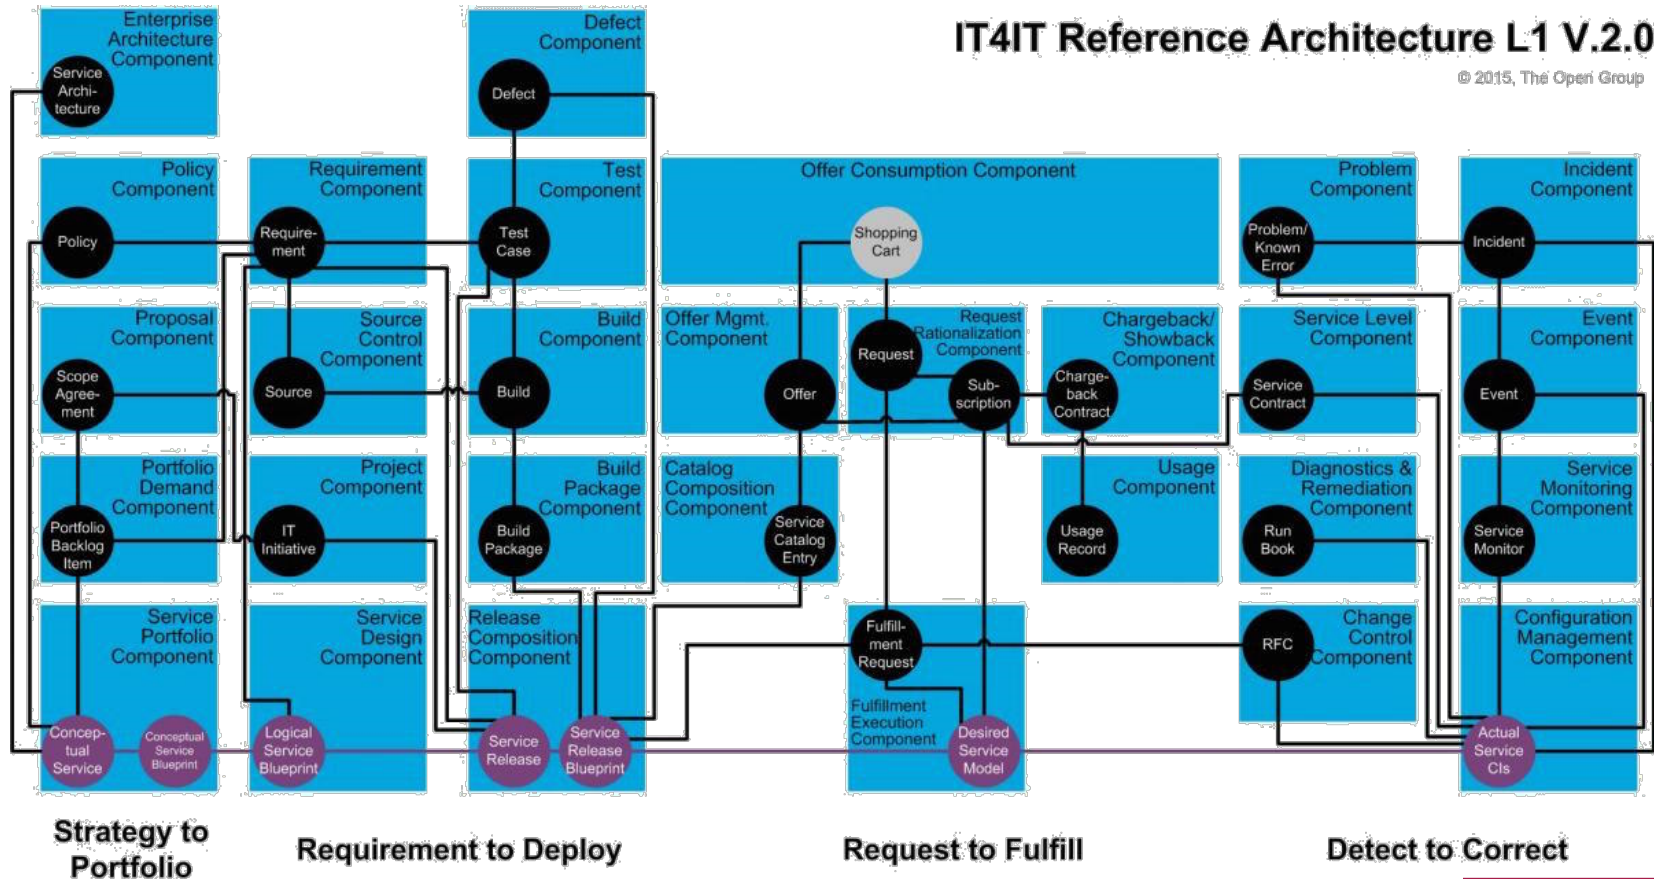 IT4IT Reference Architecture L1 V.2.0
© 2015, The Open Group
Enterprise
Architecture
Component
Service
Archi-
tecture
Defect
Component
Defect
Policy
Component
Policy
Requirement
Component
Require-
ment
Test
Component
Test
Case
Offer Consumption Component
Shopping
Cart
Problem
Component
Problem/
Known
Error
Incident
Component
Incident
Proposal
Component
Scope
Agree-
ment
Source
Control
Component
Source
Build
Component
Build
Offer Mgmt.
Component
Offer
Request
Rationalization
Component
Request
Sub-
scription
Chargeback/
Showback
Component
Charge-
back
Contract
Service Level
Component
Service
Contract
Event
Component
Event
Portfolio
Demand
Component
Portfolio
Backlog
Item
Project
Component
IT
Initiative
Build
Package
Component
Build
Package
Catalog
Composition
Component
Service
Catalog
Entry
Usage
Component
Usage
Record
Diagnostics &
Remediation
Component
Run
Book
Service
Monitoring
Component
Service
Monitor
Service
Portfolio
Component
Concep-
tual
Service
Conceptual
Service
Blueprint
Service
Design
Component
Logical
Service
Blueprint
Release
Composition
Component
Service
Release
Service
Release
Blueprint
Fulfill-
ment
Request
Fulfillment
Execution
Component
Desired
Service
Model
Change
Control
Component
RFC
Configuration
Management
Component
Actual
Service
CIs
Strategy to
Portfolio
Requirement to Deploy
Request to Fulfill
Detect to Correct